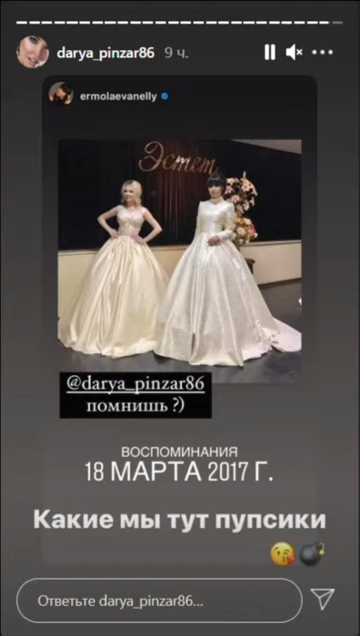 darya_pinzar86 9 ч.
ermolaevanelly
Эстет
@darya_pinzar86
помнишь?)
ВОСПОМИНАНИЯ
18 МАРТА 2017 Г.
Какие мы тут пупсики
Ответьте darya_pinzar86...